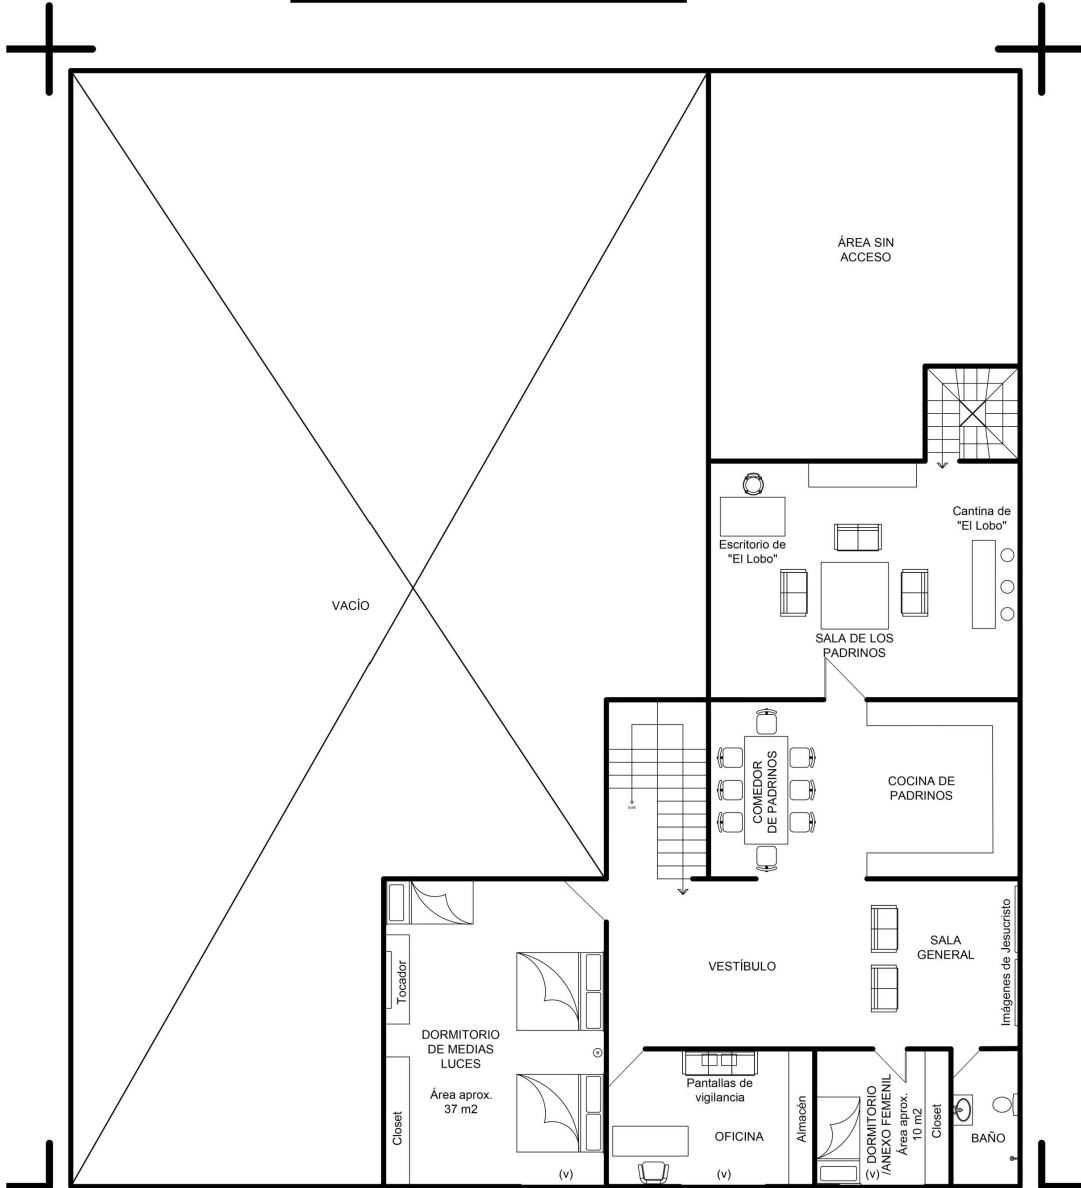 ÁREA SIN
ACCESO
Cantina de
"El Lobo"
Escritorio de
"El Lobo"
VACÍO
SALA DE LOS
PADRINOS
COMEDOR
DE PADRINOS
COCINA DE
PADRINOS
Imágenes de Jesucristo
SALA
GENERAL
VESTÍBULO
Tocador
DORMITORIO
DE MEDIAS
LUCES
Área aprox.
37 m2
Closet
(v)
Pantallas de
vigilancia
OFICINA
(v)
Almacén
DORMITORIO
/ANEXO FEMENIL
Área aprox.
10 m2
(v)
Closet
BAÑO